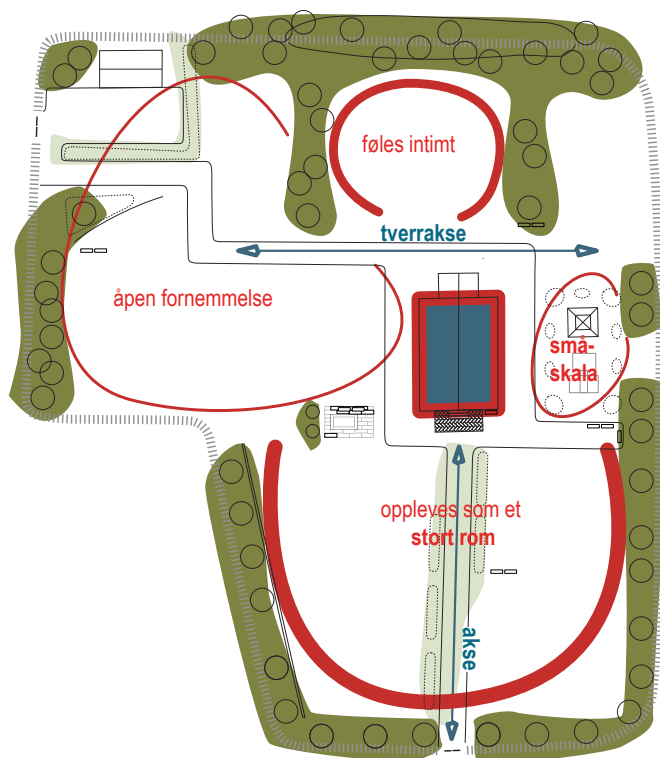 føles intimt
tverrakse
åpen fornemmelse
små-
skala
oppleves som et
stort rom
akse